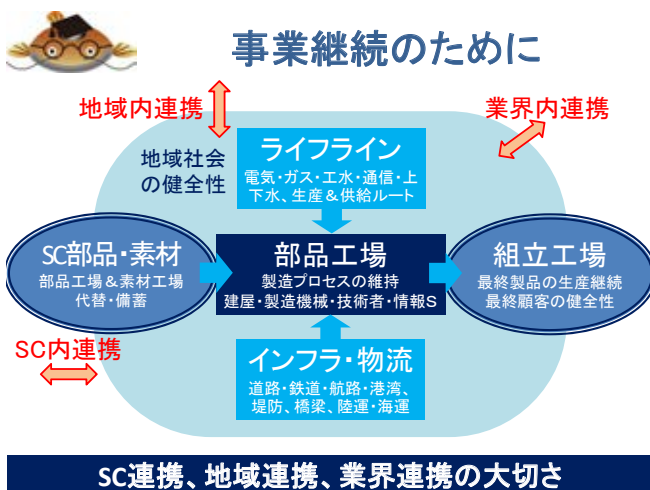 事業継続のために
地域内連携
業界内連携
地域社会
の健全性
ライフライン
電気・ガス・工水・通信・上
下水、生産＆供給ルート
SC部品・素材
部品工場＆素材工場
代替・備蓄
部品工場
製造プロセスの維持
建屋・製造機械・技術者・情報S
組立工場
最終製品の生産継続
最終顧客の健全性
SC内連携
インフラ・物流
道路・鉄道・航路・港湾、
堤防、橋梁、陸運・海運
SC連携、地域連携、業界連携の大切さ